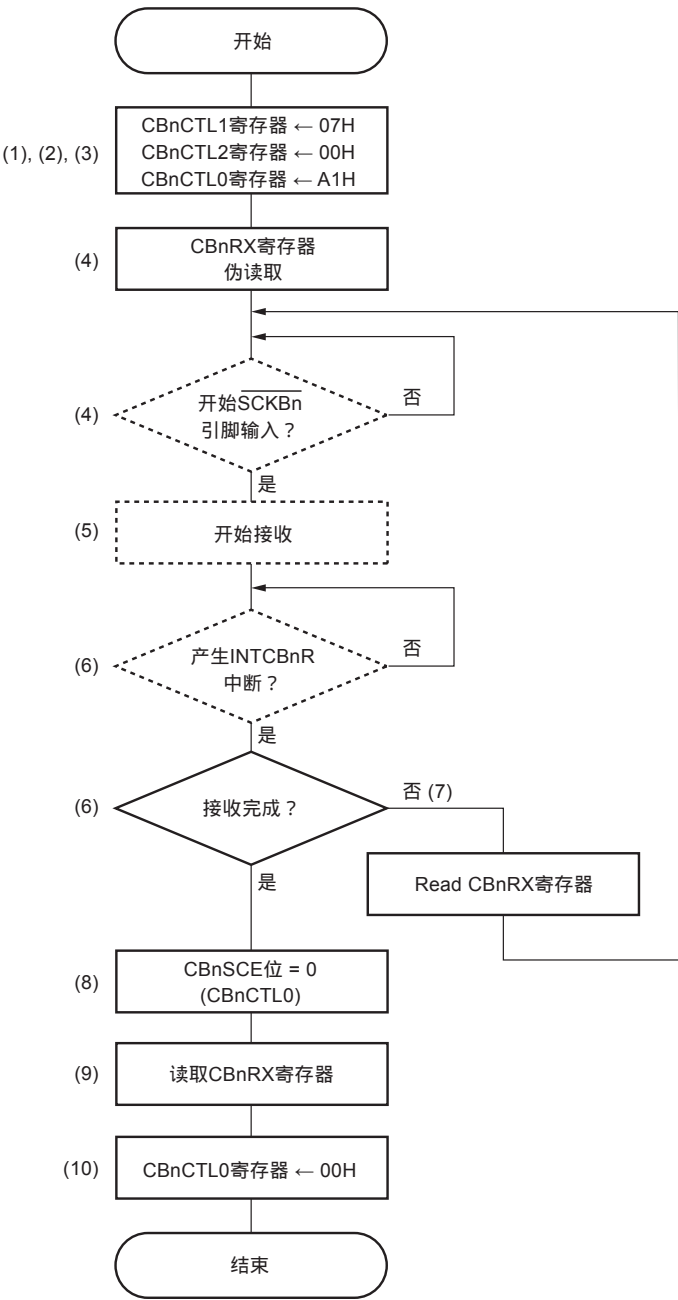 开始
(1), (2), (3)
CBnCTL1寄存器 ← 07H
CBnCTL2寄存器 ← 00H
CBnCTL0寄存器 ← A1H
(4)
CBnRX寄存器
伪读取
(4)
开始SCKBn
引脚输入？
否
是
(5)
开始接收
(6)
产生INTCBnR
中断？
否
是
(6)
接收完成？
否 (7)
Read CBnRX寄存器
是
(8)
CBnSCE位 = 0
(CBnCTL0)
(9)
读取CBnRX寄存器
(10)
CBnCTL0寄存器 ← 00H
结束